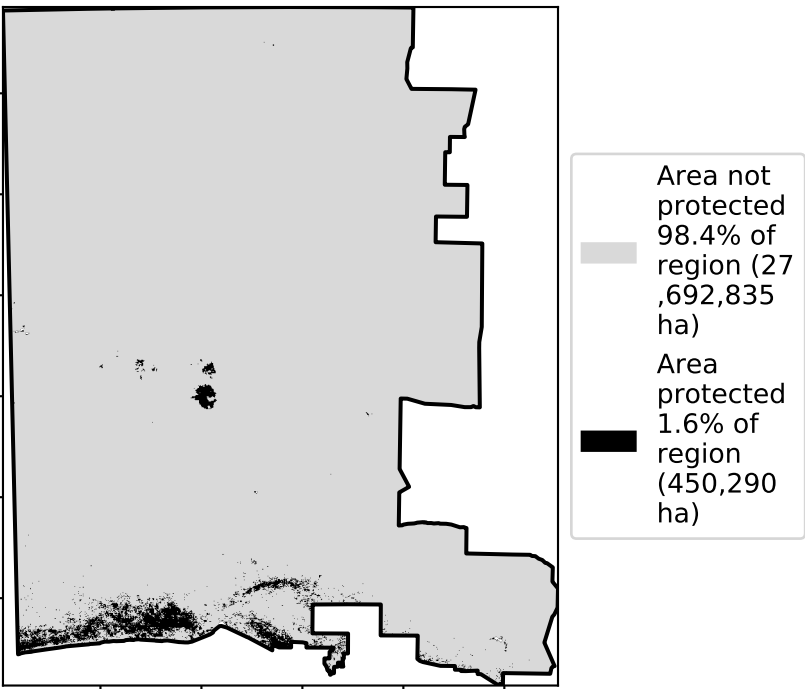 Area not
protected
98.4% of
region (27
,692,835
ha)
Area
protected
1.6% of
region
(450,290
ha)